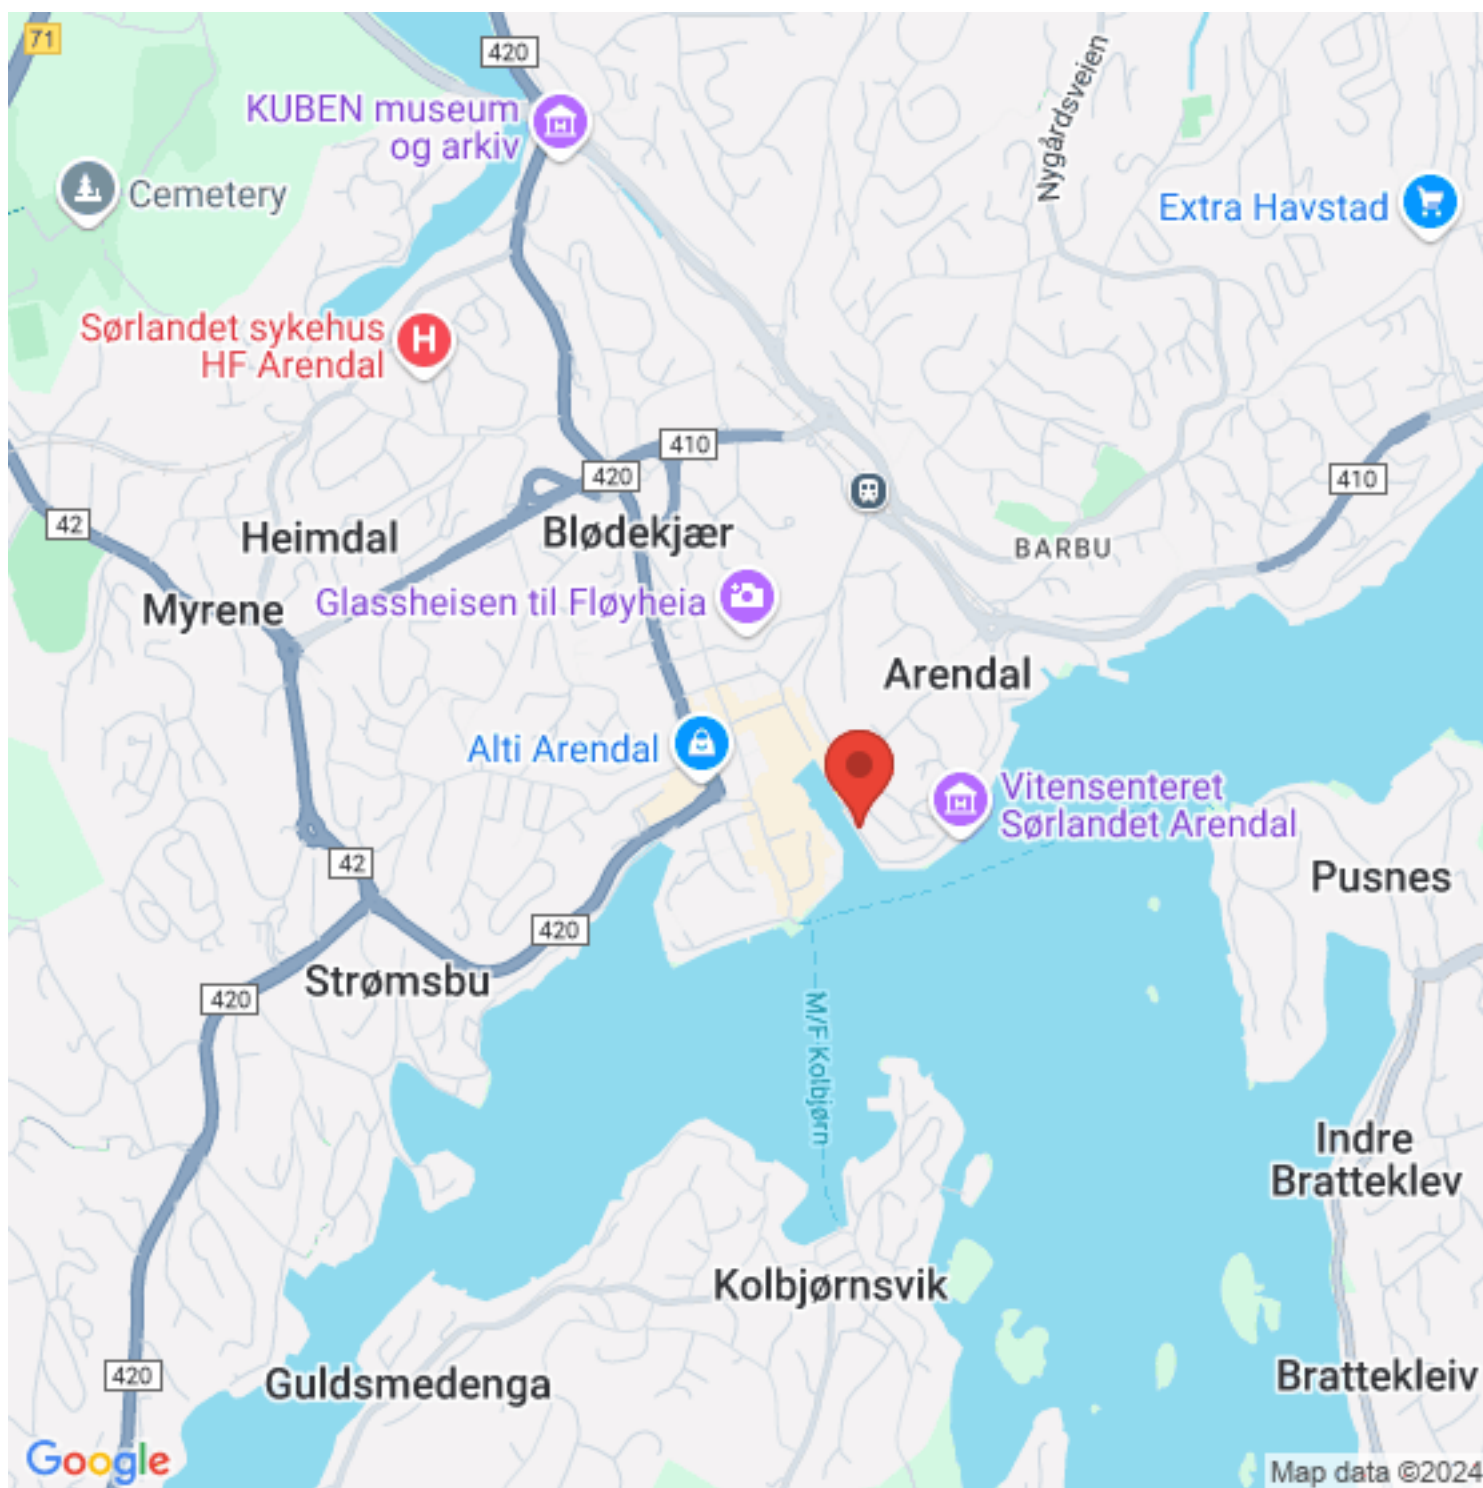 71
420
KUBEN museum
og arkiv
Nygårdsveien
Cemetery
Extra Havstad
Sørlandet sykehus
HF Arendal
H
410
420
410
42
Heimdal
Blødekjær
BARBU
Myrene
Glassheisen til Fløyheia
Arendal
Alti Arendal
Vitensenteret
Sørlandet Arendal
42
Pusnes
420
Strømsbu
420
M/F Kolbjørn
Indre
Bratteklev
Kolbjørnsvik
420
Guldsmedenga
Brattekleiv
Google
Map data ©2024